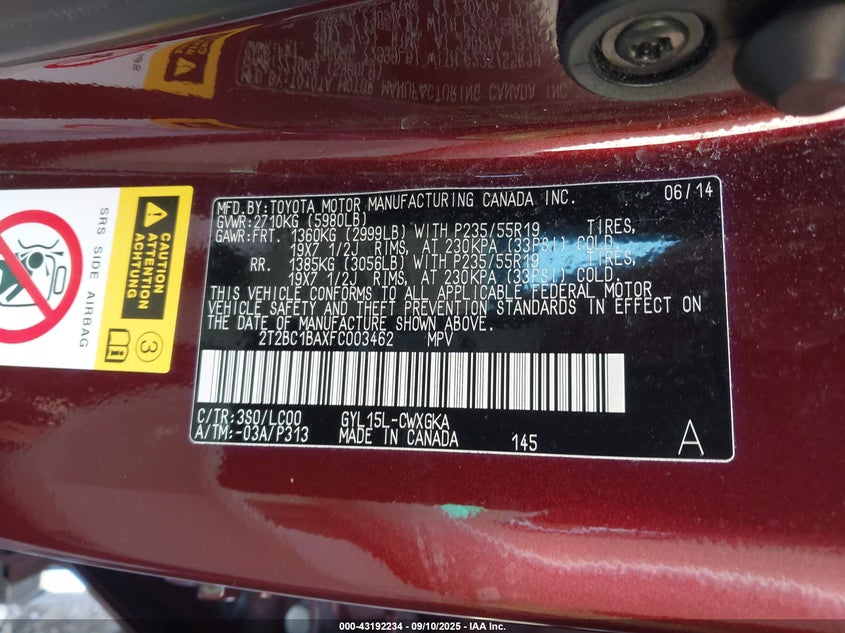 MFD.BY:TOYOTA MOTOR MANUFACTURING CANADA INC. 06/14
GVWR:2710KG (5980LB)
GAWR:FRT. 1360KG (2999LB) WITH P235/55R19 TIRES,
19X7 1/2J RIMS, AT 230KPA (33PSI) COLD.
RR. 1385KG (3056LB) WITH P235/55R19 TIRES,
19X7 1/2J RIMS, AT 230KPA (33PSI) COLD.
THIS VEHICLE CONFORMS TO ALL APPLICABLE FEDERAL MOTOR
VEHICLE SAFETY AND THEFT PREVENTION STANDARDS IN EFFECT ON
THE DATE OF MANUFACTURE SHOWN ABOVE.
2T2BC1BAXFC003462 MPV
C/TR:3S0/LC00 GYL15L-CWXGKA
A/TM:-03A/P313 MADE IN CANADA 145 A
SRS SIDE AIRBAG
CAUTION
ATTENTION
ACHTUNG
3
000-43192234 - 09/10/2025 - IAA Inc.